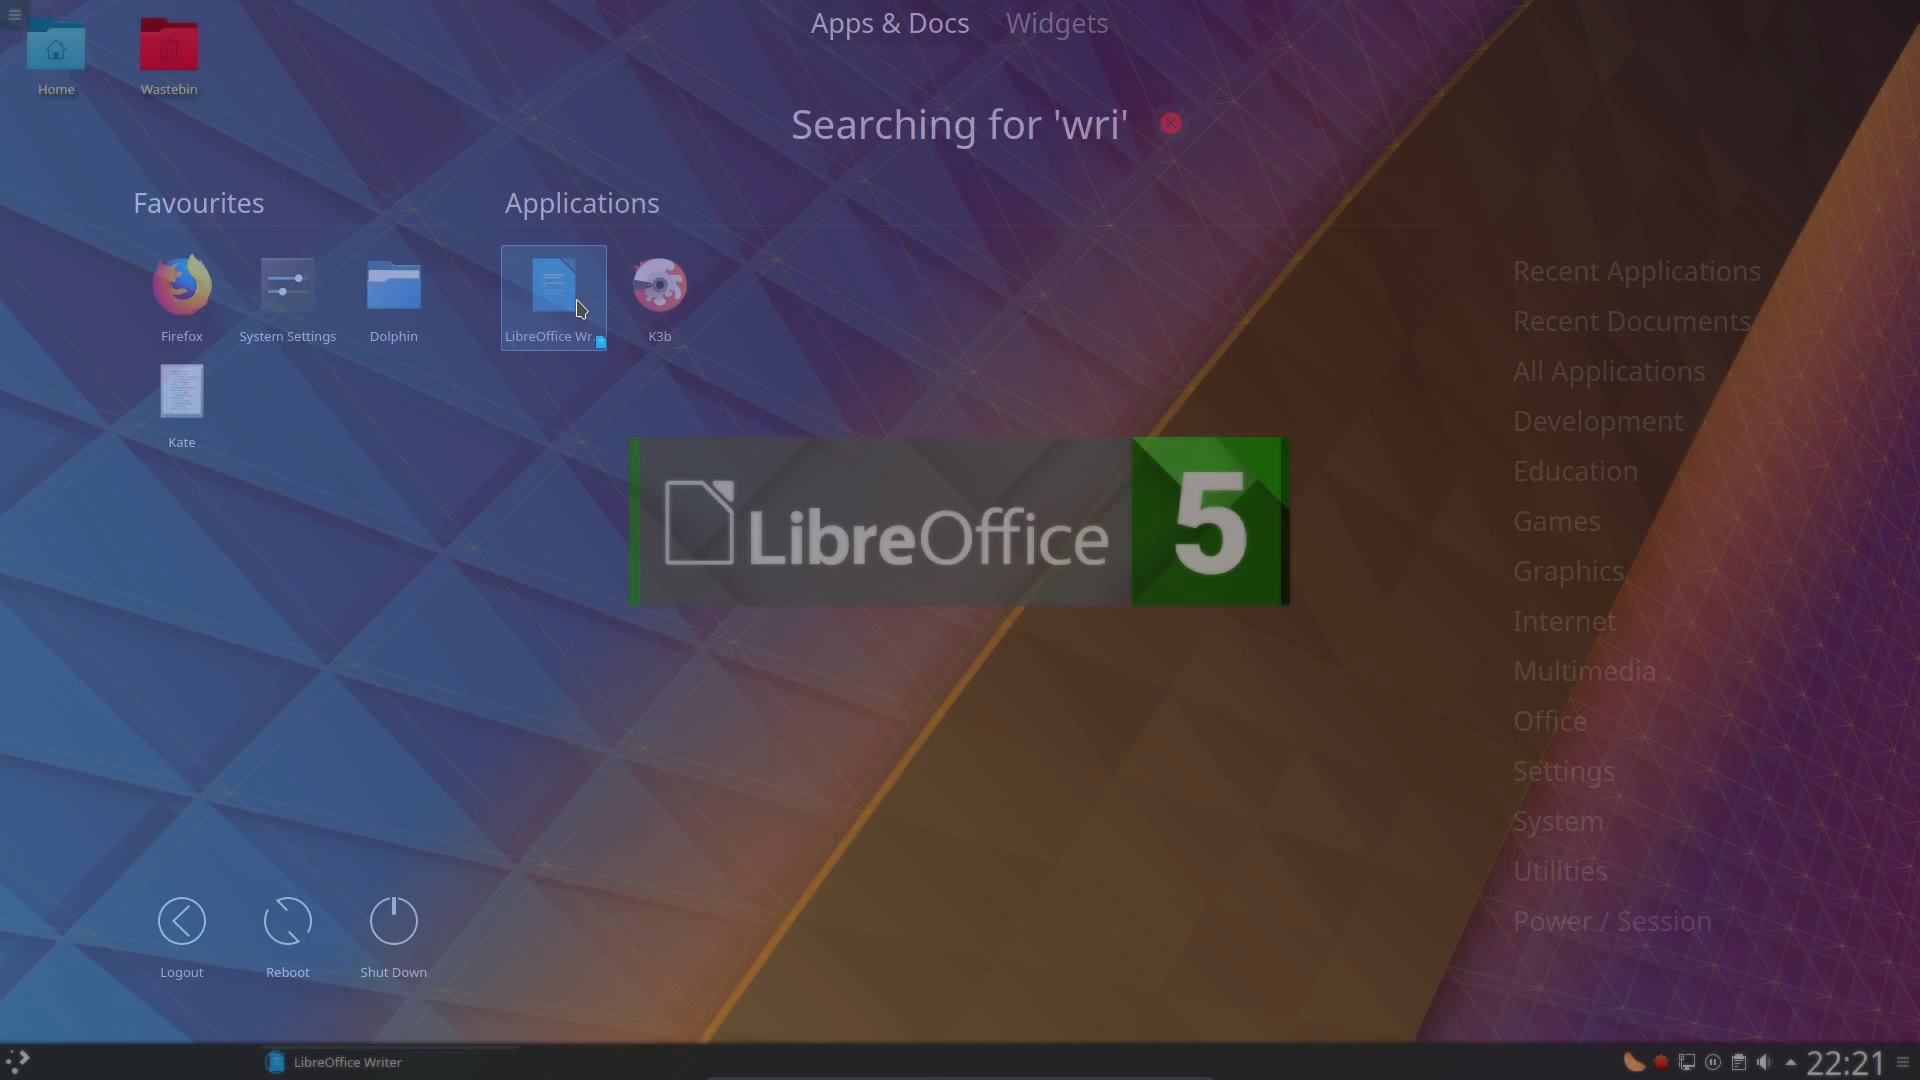 Apps & Docs Widgets
Home
Wastebin
Searching for 'wri'
Favourites
Applications
Firefox
System Settings
Dolphin
LibreOffice Wr...
K3b
Kate
LibreOffice 5
Recent Applications
Recent Documents
All Applications
Development
Education
Games
Graphics
Internet
Multimedia
Office
Settings
System
Utilities
Power / Session
Logout
Reboot
Shut Down
LibreOffice Writer
22:21